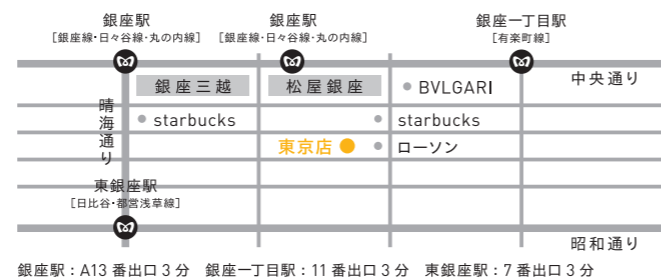 銀座駅 銀座駅 銀座一丁目駅
[銀座線・日々谷線・丸の内線] [銀座線・日々谷線・丸の内線] [有楽町線]
中央通り
銀座三越 松屋銀座 BVLGARI
晴海通り
starbucks starbucks
東京店 ローソン
東銀座駅
[日比谷・都営浅草線]
昭和通り
銀座駅：A13 番出口 3 分 銀座一丁目駅：11 番出口 3 分 東銀座駅：7 番出口 3 分